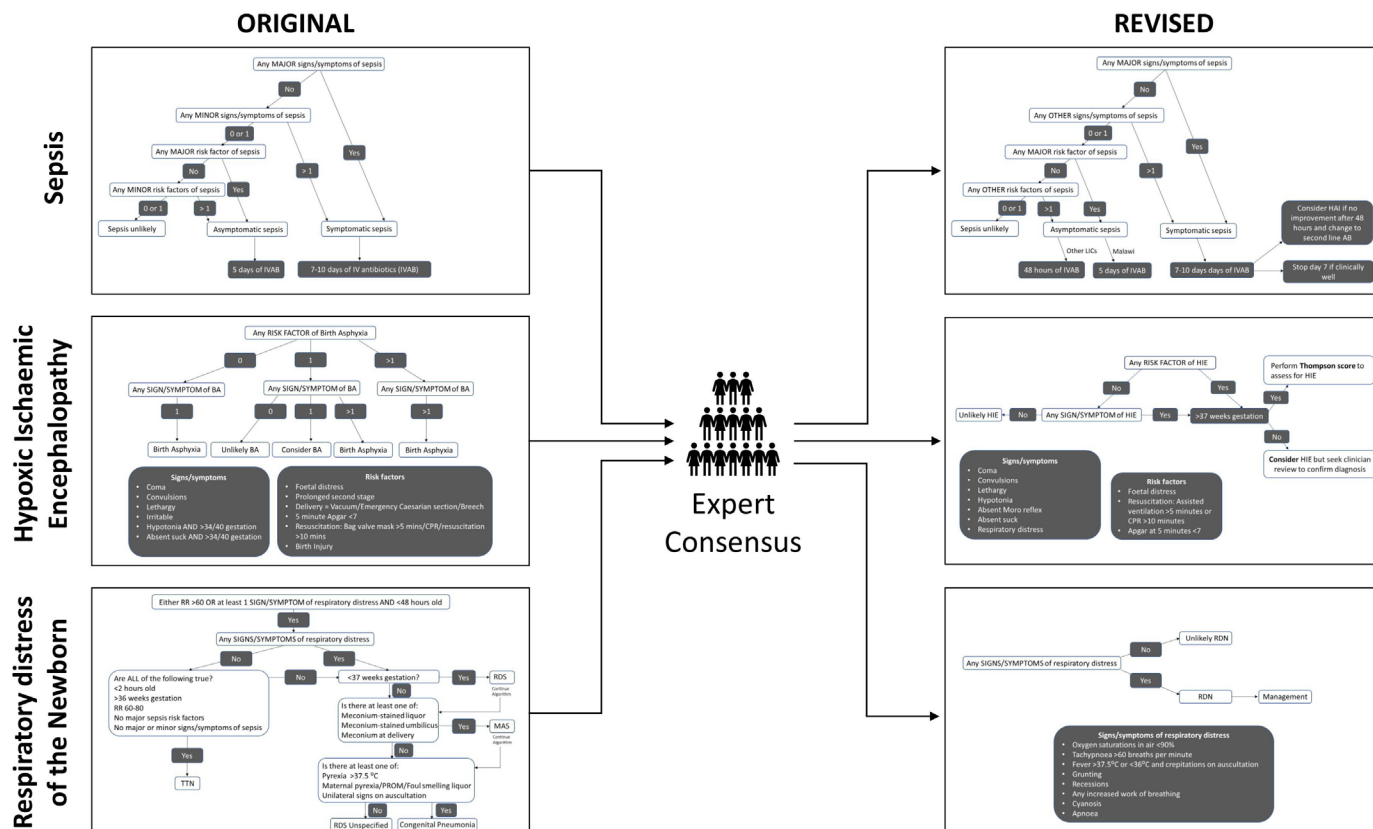 ORIGINAL
REVISED
Sepsis
Any MAJOR signs/symptoms of sepsis
No
Any MINOR signs/symptoms of sepsis
0 or 1
Yes
Any MAJOR risk factor of sepsis
> 1
No
Any MINOR risk factors of sepsis
Yes
0 or 1
> 1
Sepsis unlikely
Asymptomatic sepsis
Symptomatic sepsis
5 days of IVAB
7-10 days of IV antibiotics (IVAB)
Any MAJOR signs/symptoms of sepsis
No
Any OTHER signs/symptoms of sepsis
0 or 1
Yes
Any MAJOR risk factor of sepsis
>1
No
Any OTHER risk factors of sepsis
0 or 1
>1
Yes
Consider HAI if no
improvement after 48
hours and change to
second line AB
Sepsis unlikely
Asymptomatic sepsis
Symptomatic sepsis
Other LICs
Malawi
48 hours of IVAB
5 days of IVAB
7-10 days days of IVAB
Stop day 7 if clinically
well
Hypoxic Ischaemic
Encephalopathy
Any RISK FACTOR of Birth Asphyxia
0
1
>1
Any SIGN/SYMPTOM of BA
Any SIGN/SYMPTOM of BA
Any SIGN/SYMPTOM of BA
1
0
1
>1
>1
Birth Asphyxia
Unlikely BA
Consider BA
Birth Asphyxia
Birth Asphyxia
Signs/symptoms
• Coma
• Convulsions
• Lethargy
• Irritable
• Hypotonia AND >34/40 gestation
• Absent suck AND >34/40 gestation
Risk factors
• Foetal distress
• Prolonged second stage
• Delivery = Vacuum/Emergency Caesarian section/Breech
• 5 minute Apgar <7
• Resuscitation: Bag valve mask >5 mins/CPR/resuscitation
>10 mins
• Birth Injury
Expert
Consensus
Any RISK FACTOR of HIE
Perform Thompson score to
assess for HIE
No
Yes
Yes
Unlikely HIE
No
Any SIGN/SYMPTOM of HIE
Yes
>37 weeks gestation
No
Consider HIE but seek clinician
review to confirm diagnosis
Signs/symptoms
• Coma
• Convulsions
• Lethargy
• Hypotonia
• Absent Moro reflex
• Absent suck
• Respiratory distress
Risk factors
• Foetal distress
• Resuscitation: Assisted
ventilation >5 minutes or
CPR >10 minutes
• Apgar at 5 minutes <7
Respiratory distress
of the Newborn
Either RR >60 OR at least 1 SIGN/SYMPTOM of respiratory distress AND <48 hours old
Yes
Any SIGNS/SYMPTOMS of respiratory distress
No
Yes
Are ALL of the following true?
<2 hours old
>36 weeks gestation
RR 60-80
No major sepsis risk factors
No major or minor signs/symptoms of sepsis
No
<37 weeks gestation?
Yes
RDS
Continue
Algorithm
No
Is there at least one of:
Meconium-stained liquor
Meconium-stained umbilicus
Meconium at delivery
Yes
MAS
Continue
Algorithm
Yes
TTN
No
Is there at least one of:
Pyrexia >37.5 ⁰C
Maternal pyrexia/PROM/Foul smelling liquor
Unilateral signs on auscultation
No
Yes
RDS Unspecified
Congenital Pneumonia
Unlikely RDN
No
Any SIGNS/SYMPTOMS of respiratory distress
Yes
RDN
Management
Signs/symptoms of respiratory distress
• Oxygen saturations in air <90%
• Tachypnoea >60 breaths per minute
• Fever >37.5⁰C or <36⁰C and crepitations on auscultation
• Grunting
• Recessions
• Any increased work of breathing
• Cyanosis
• Apnoea